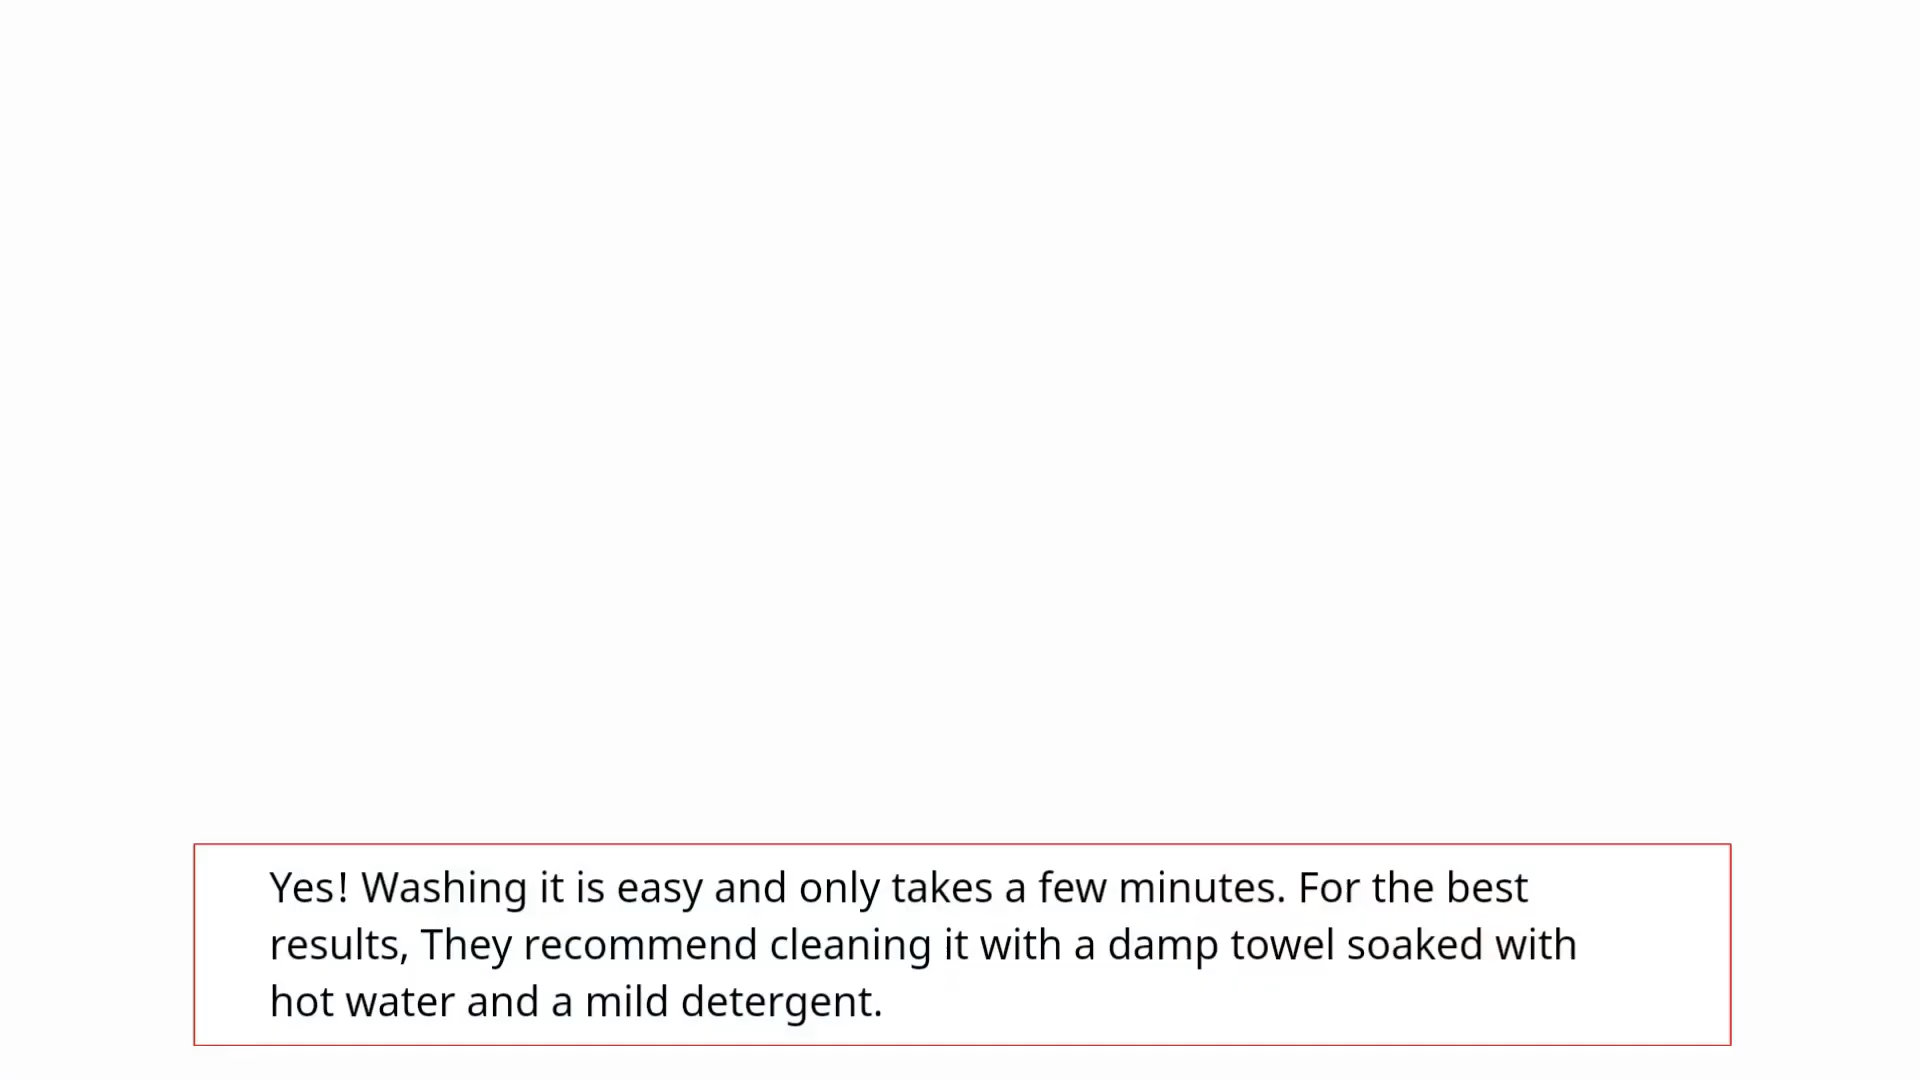 Yes! Washing it is easy and only takes a few minutes. For the best
results, They recommend cleaning it with a damp towel soaked with
hot water and a mild detergent.